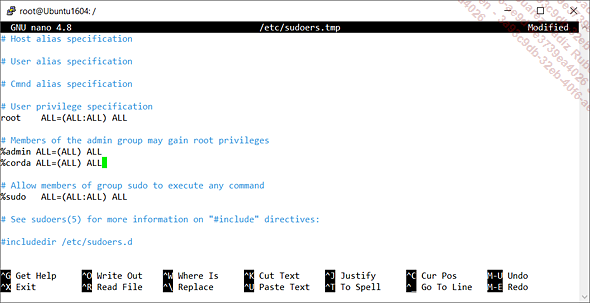 root@Ubuntu1604: /
GNU nano 4.8 /etc/sudoers.tmp Modified
# Host alias specification
# User alias specification
# Cmnd alias specification
# User privilege specification
root ALL=(ALL:ALL) ALL
# Members of the admin group may gain root privileges
%admin ALL=(ALL) ALL
%corda ALL=(ALL) ALL
# Allow members of group sudo to execute any command
%sudo ALL=(ALL:ALL) ALL
# See sudoers(5) for more information on "#include" directives:
#includedir /etc/sudoers.d
^G Get Help ^O Write Out ^W Where Is ^K Cut Text ^J Justify ^C Cur Pos M-U Undo
^X Exit ^R Read File ^\ Replace ^U Paste Text ^T To Spell ^_ Go To Line M-E Redo